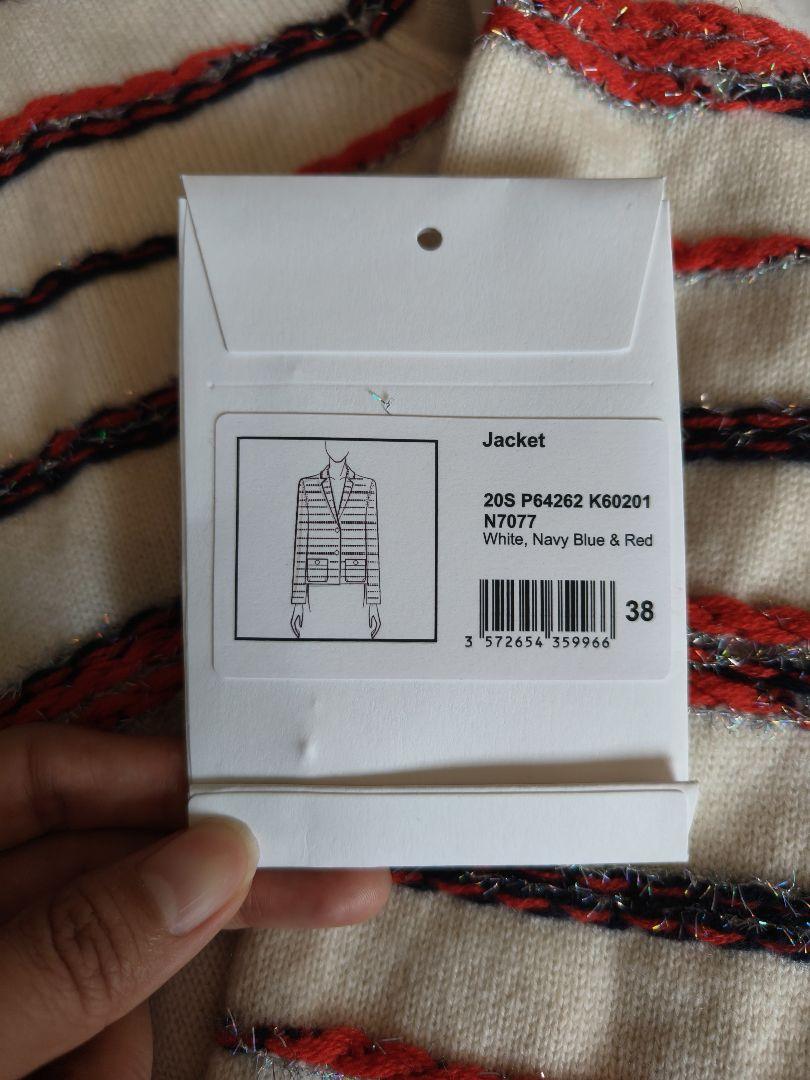 Jacket
20S P64262 K60201
N7077
White, Navy Blue & Red
38
3 572654 359966